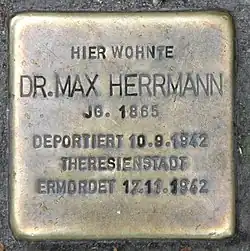 HIER WOHNTE
DR. MAX HERRMANN
JG. 1865
DEPORTIERT 10.9.1942
THERESIENSTADT
ERMORDET 17.11.1942